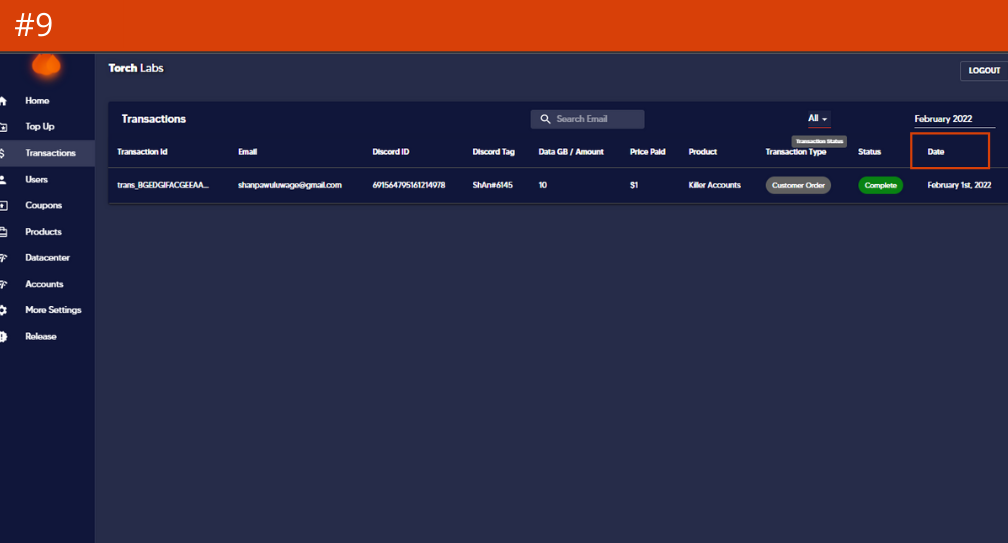 #9
Torch Labs
LOGOUT
Home
Top Up
Transactions
Users
Coupons
Products
Datacenter
Accounts
More Settings
Release
Transactions
Search Email
All
February 2022
Transaction Status
Transaction Id Email Discord ID Discord Tag Data GB / Amount Price Paid Product Transaction Type Status Date
trans_BGEDGIFACGEEAA... shanpawuluwage@gmail.com 691564795161214978 ShAn#6145 10 $1 Killer Accounts Customer Order Complete February 1st, 2022